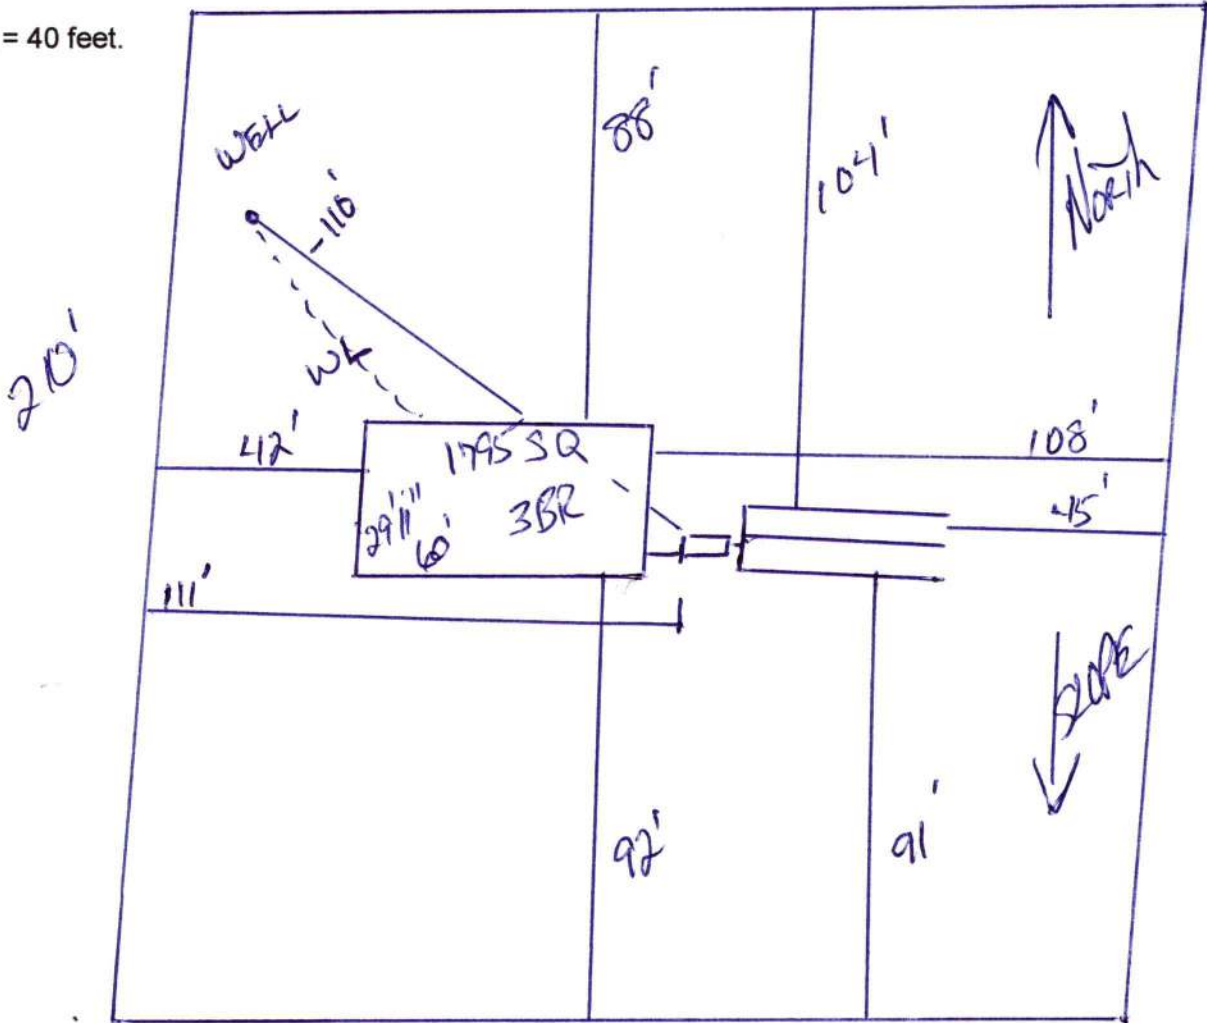 = 40 feet.
88'
WELL
104'
North
-110'
210'
WL
42'
1795 SQ
108'
3BR
45'
29'11"
60'
111'
SLOPE
92'
91'